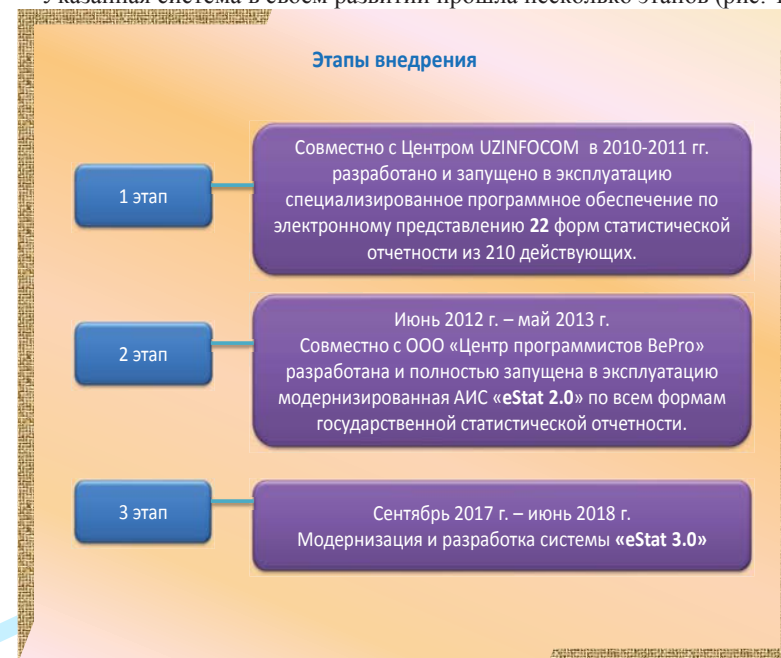 Указанная система в своем развитии прошла несколько этапов (рис.
Этапы внедрения
1 этап
Совместно с Центром UZINFOCOM в 2010-2011 гг.
разработано и запущено в эксплуатацию
специализированное программное обеспечение по
электронному представлению 22 форм статистической
отчетности из 210 действующих.
2 этап
Июнь 2012 г. – май 2013 г.
Совместно с ООО «Центр программистов BePro»
разработана и полностью запущена в эксплуатацию
модернизированная АИС «eStat 2.0» по всем формам
государственной статистической отчетности.
3 этап
Сентябрь 2017 г. – июнь 2018 г.
Модернизация и разработка системы «eStat 3.0»